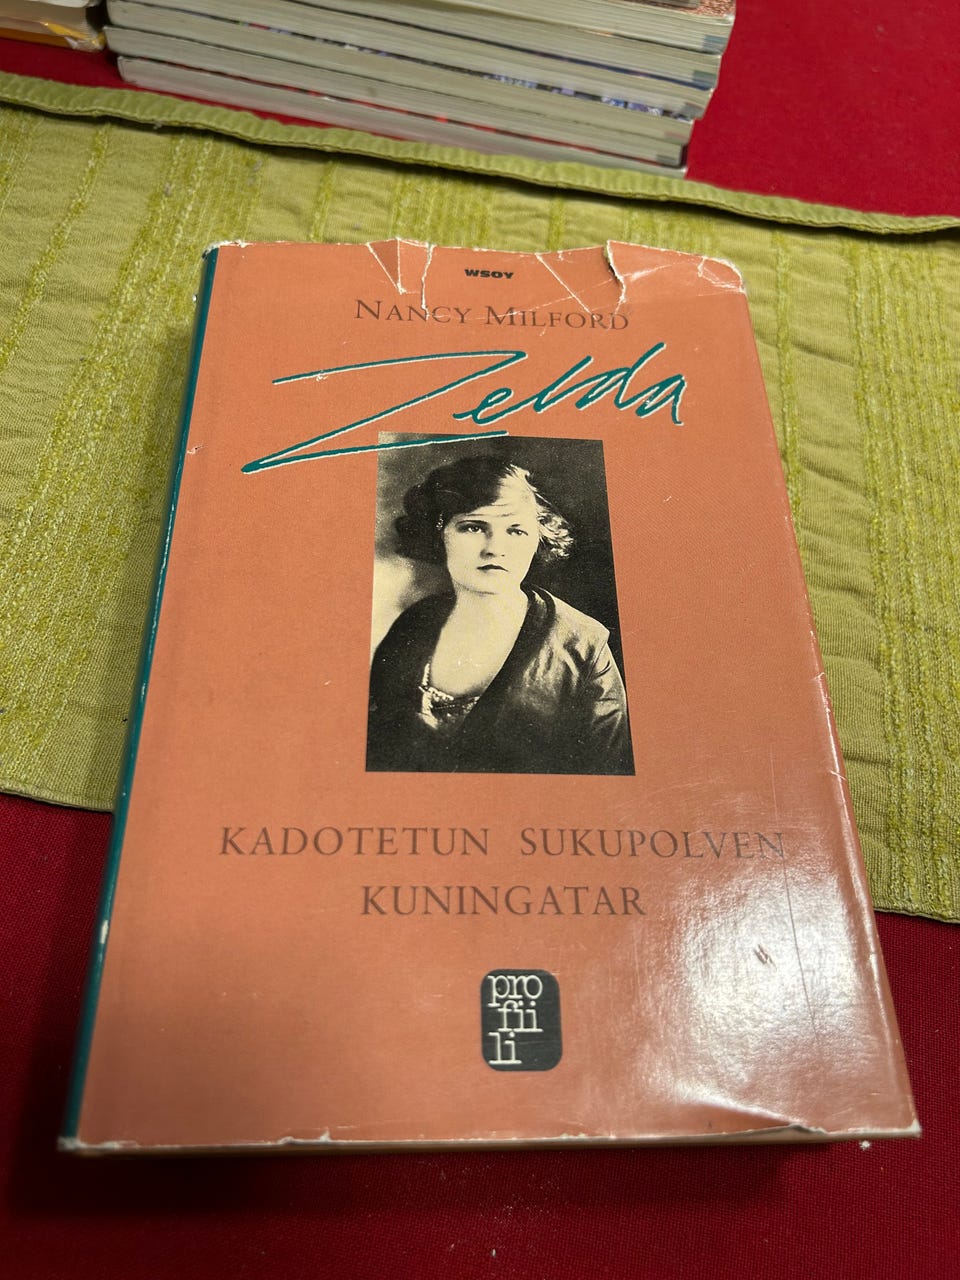 WSOY
NANCY MILFORD
Zelda
KADOTETUN SUKUPOLVEN
KUNINGATAR
pro
fii
li